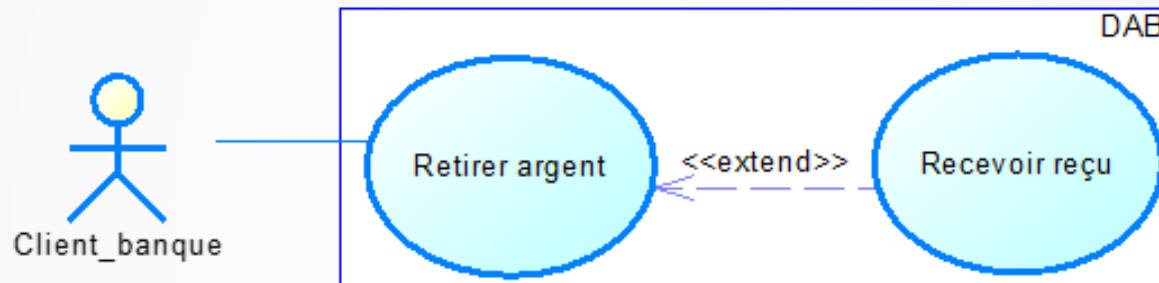 DAB
Retirer argent
<<extend>>
Recevoir reçu
Client_banque